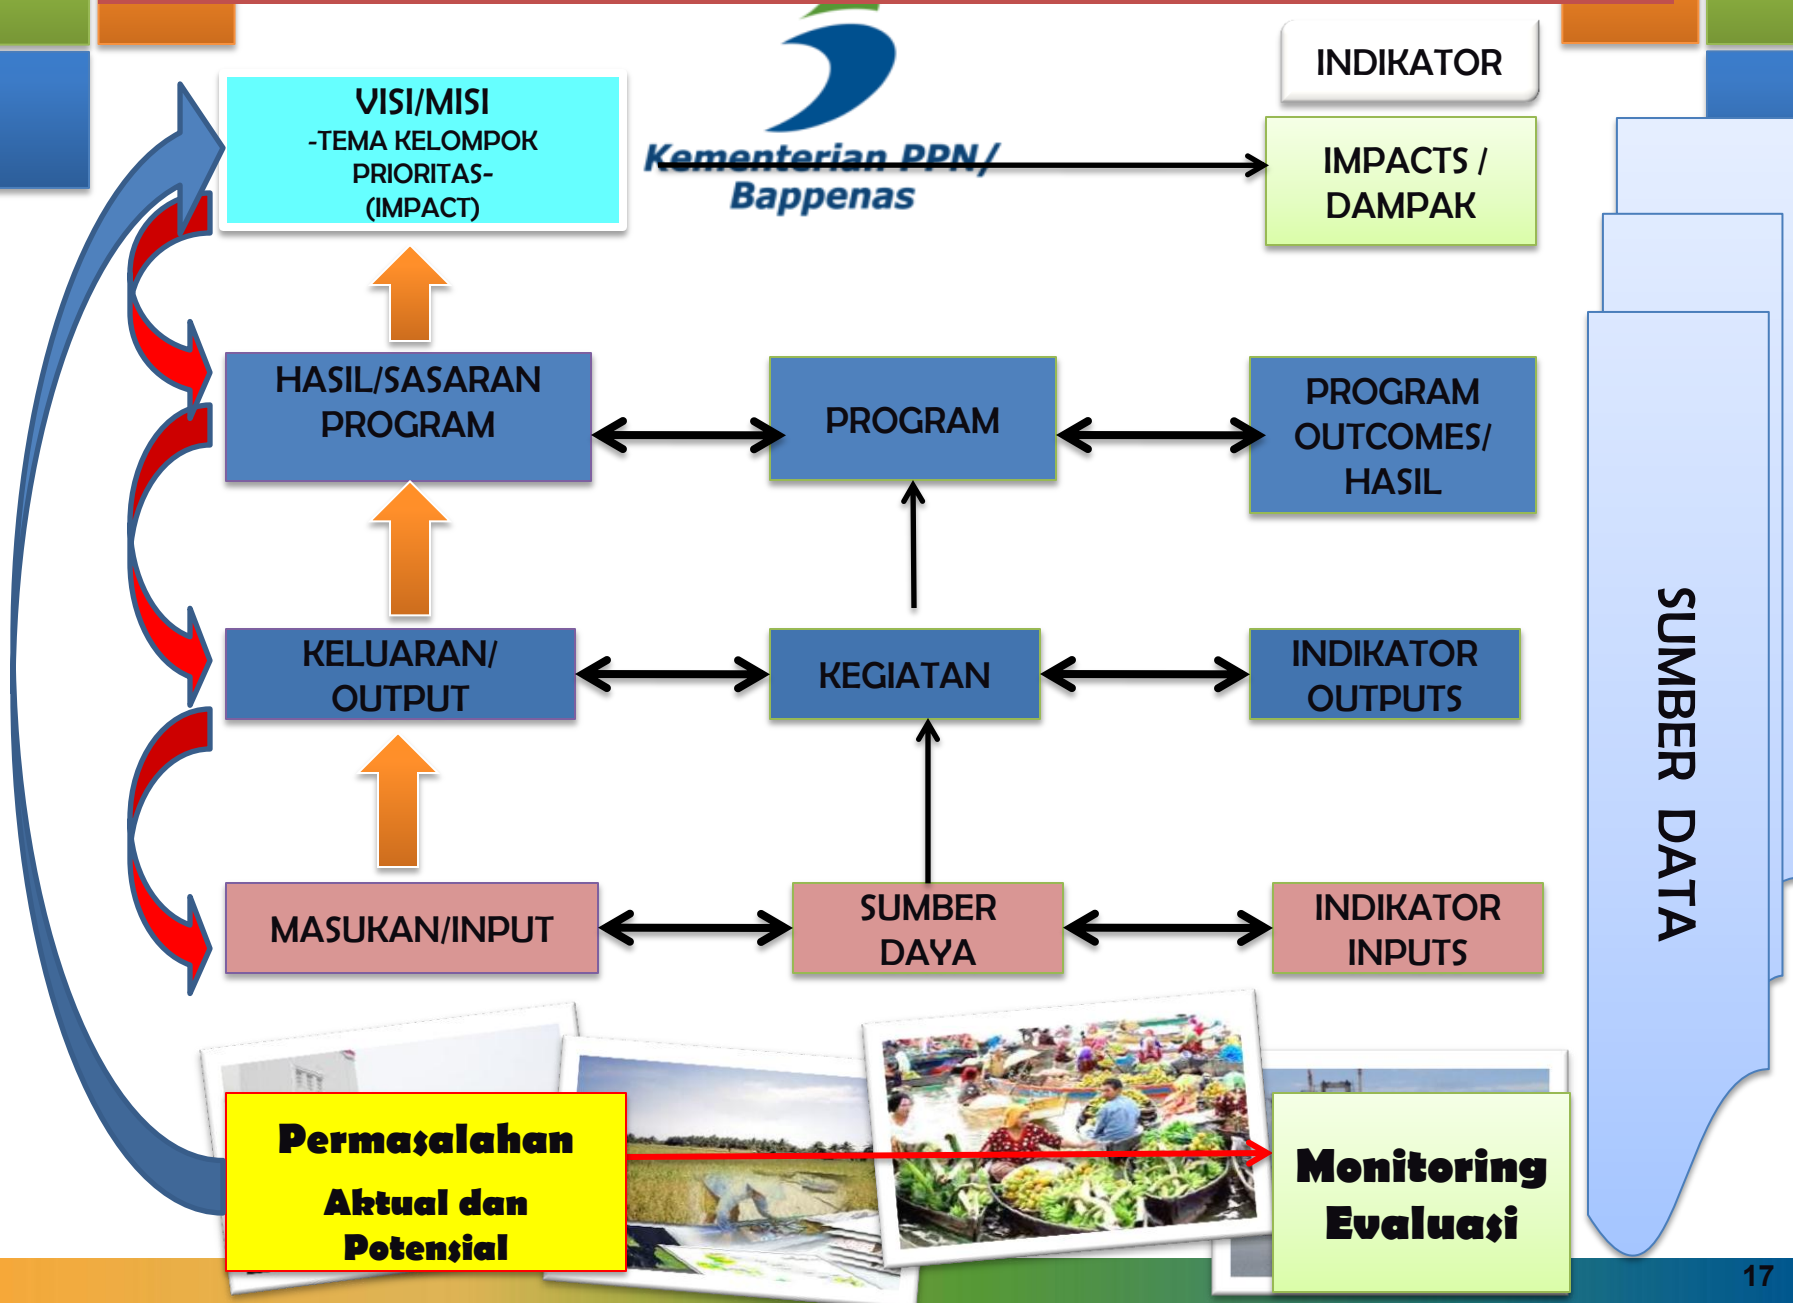 INDIKATOR
VISI/MISI
-TEMA KELOMPOK
PRIORITAS-
(IMPACT)
Kementerian PPN/
Bappenas
IMPACTS /
DAMPAK
HASIL/SASARAN
PROGRAM
PROGRAM
PROGRAM
OUTCOMES/
HASIL
KELUARAN/
OUTPUT
KEGIATAN
INDIKATOR
OUTPUTS
MASUKAN/INPUT
SUMBER
DAYA
INDIKATOR
INPUTS
SUMBER DATA
Permasalahan
Aktual dan
Potensial
Monitoring
Evaluasi
17